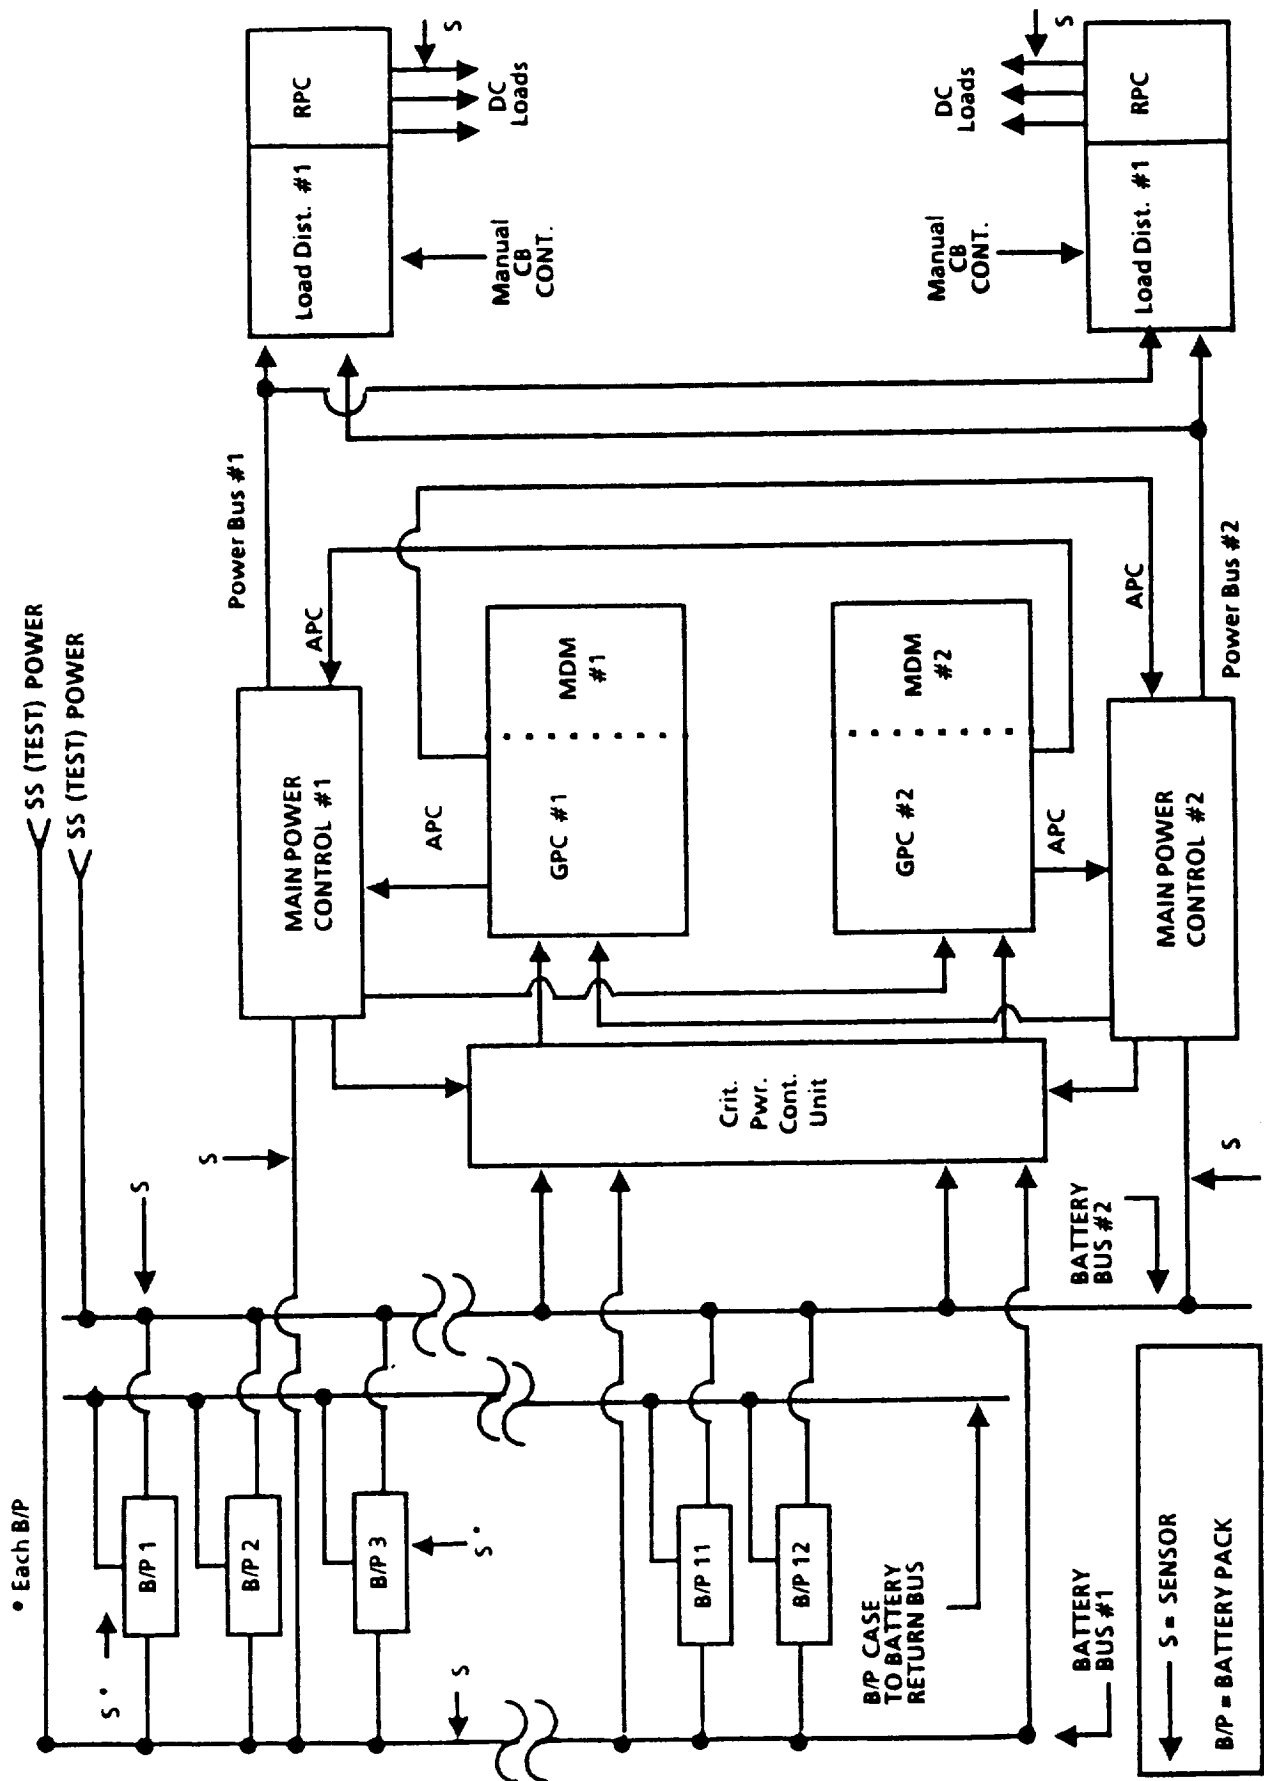 * Each B/P
SS (TEST) POWER
SS (TEST) POWER
S*
B/P 1
B/P 2
B/P 3
S*
S
S
S
B/P 11
B/P 12
B/P CASE
TO BATTERY
RETURN BUS
BATTERY
BUS #1
BATTERY
BUS #2
S
Crit.
Pwr.
Cont.
Unit
MAIN POWER
CONTROL #1
APC
APC
GPC #1
MDM
#1
GPC #2
MDM
#2
APC
APC
MAIN POWER
CONTROL #2
Power Bus #1
Power Bus #2
Load Dist. #1
RPC
Manual
CB
CONT.
DC
Loads
S
Manual
CB
CONT.
DC
Loads
S
Load Dist. #1
RPC
S = SENSOR
B/P = BATTERY PACK